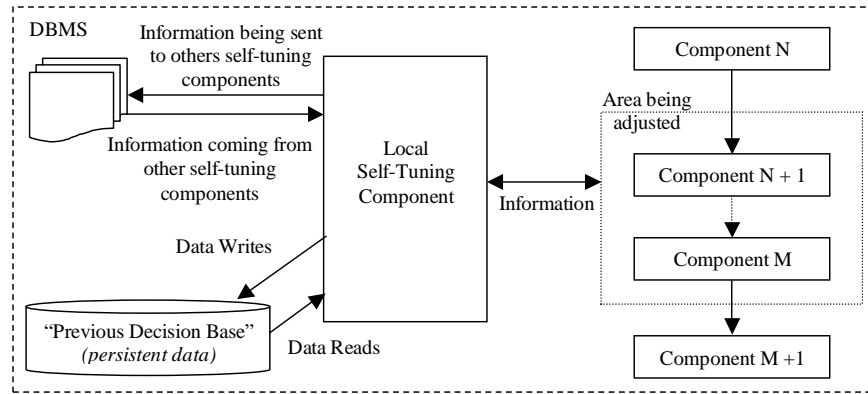 DBMS
Information being sent
to others self-tuning
components
Information coming from
other self-tuning
components
Local
Self-Tuning
Component
Data Writes
“Previous Decision Base”
(persistent data)
Data Reads
Information
Component N
Area being
adjusted
Component N + 1
Component M
Component M +1